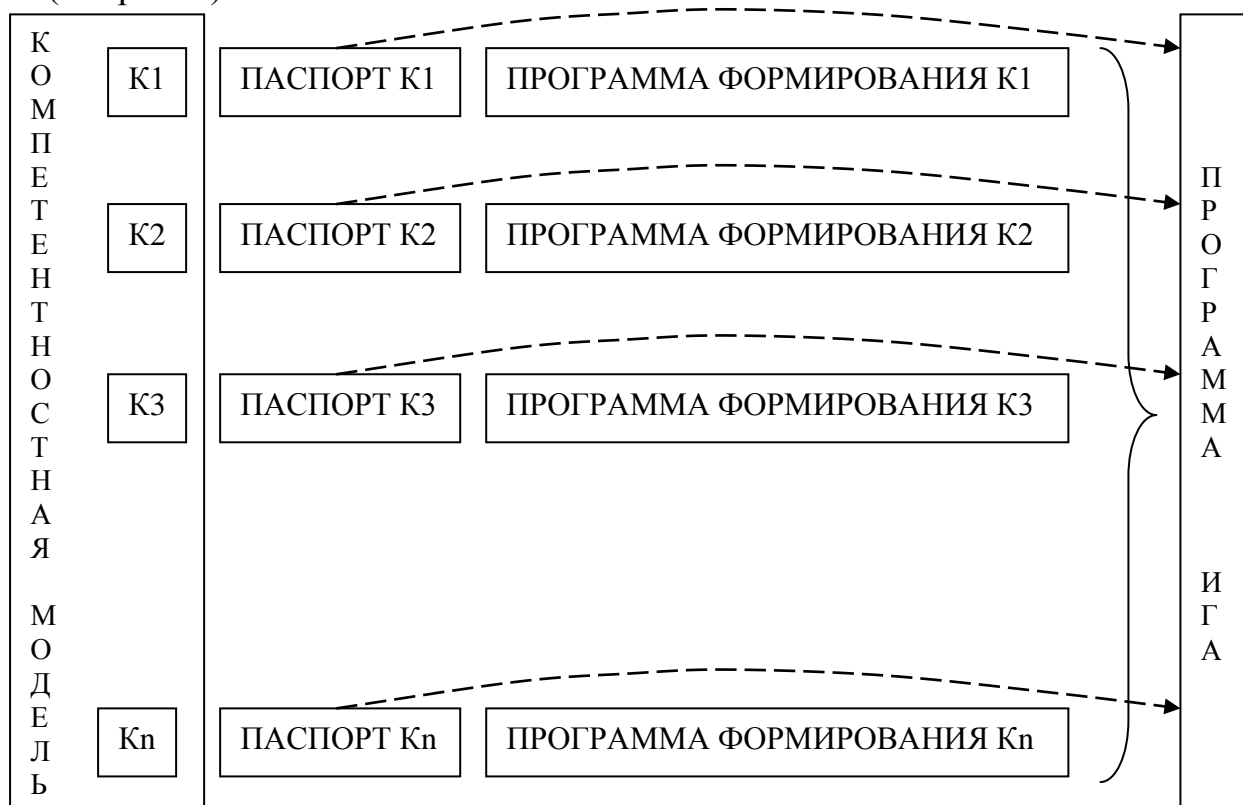 КОМПЕТЕНТНОСТНАЯ МОДЕЛЬ
К1 ПАСПОРТ К1 ПРОГРАММА ФОРМИРОВАНИЯ К1
К2 ПАСПОРТ К2 ПРОГРАММА ФОРМИРОВАНИЯ К2
К3 ПАСПОРТ К3 ПРОГРАММА ФОРМИРОВАНИЯ К3
Кn ПАСПОРТ Кn ПРОГРАММА ФОРМИРОВАНИЯ Кn
ПРОГРАММА ИГА